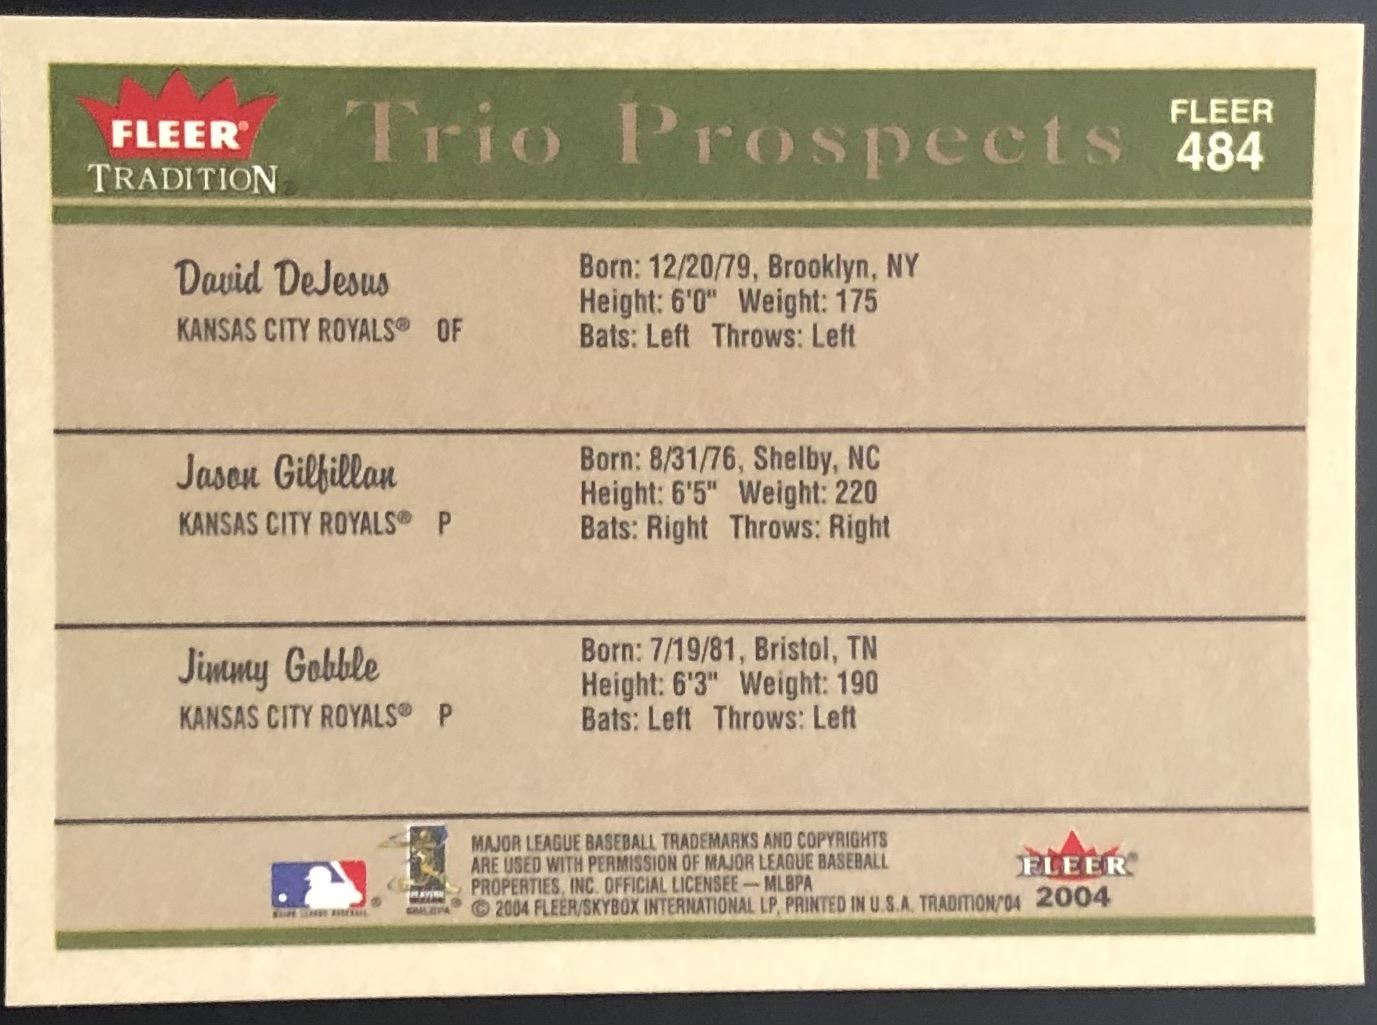 FLEER®
TRADITION®
Trio Prospects
FLEER
484
David DeJesus
KANSAS CITY ROYALS® OF
Born: 12/20/79, Brooklyn, NY
Height: 6'0" Weight: 175
Bats: Left Throws: Left
Jason Gilfillan
KANSAS CITY ROYALS® P
Born: 8/31/76, Shelby, NC
Height: 6'5" Weight: 220
Bats: Right Throws: Right
Jimmy Gobble
KANSAS CITY ROYALS® P
Born: 7/19/81, Bristol, TN
Height: 6'3" Weight: 190
Bats: Left Throws: Left
MAJOR LEAGUE BASEBALL
MAJOR LEAGUE BASEBALL TRADEMARKS AND COPYRIGHTS
ARE USED WITH PERMISSION OF MAJOR LEAGUE BASEBALL
PROPERTIES, INC. OFFICIAL LICENSEE — MLBPA
© 2004 FLEER/SKYBOX INTERNATIONAL LP, PRINTED IN U.S.A. TRADITION/'04
FLEER®
2004